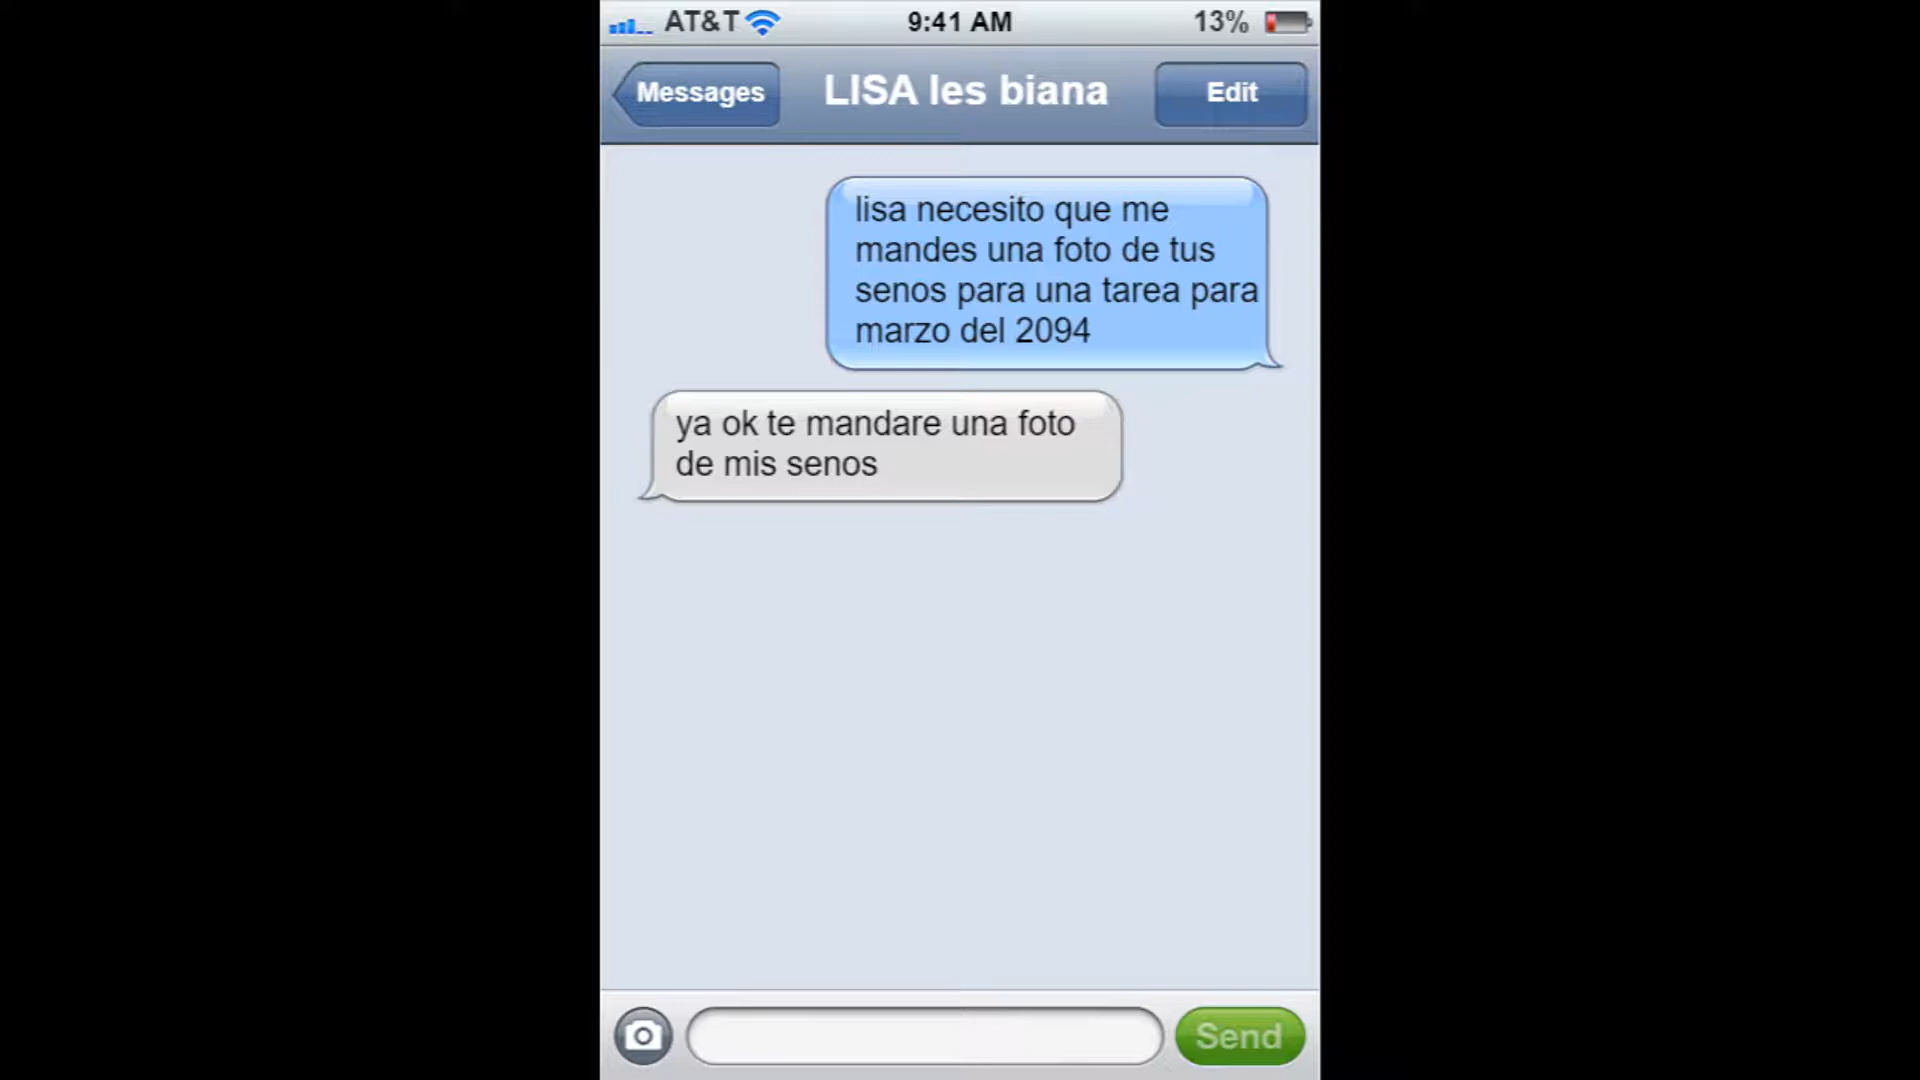 AT&T 9:41 AM 13%
Messages LISA les biana Edit
lisa necesito que me
mandes una foto de tus
senos para una tarea para
marzo del 2094
ya ok te mandare una foto
de mis senos
Send